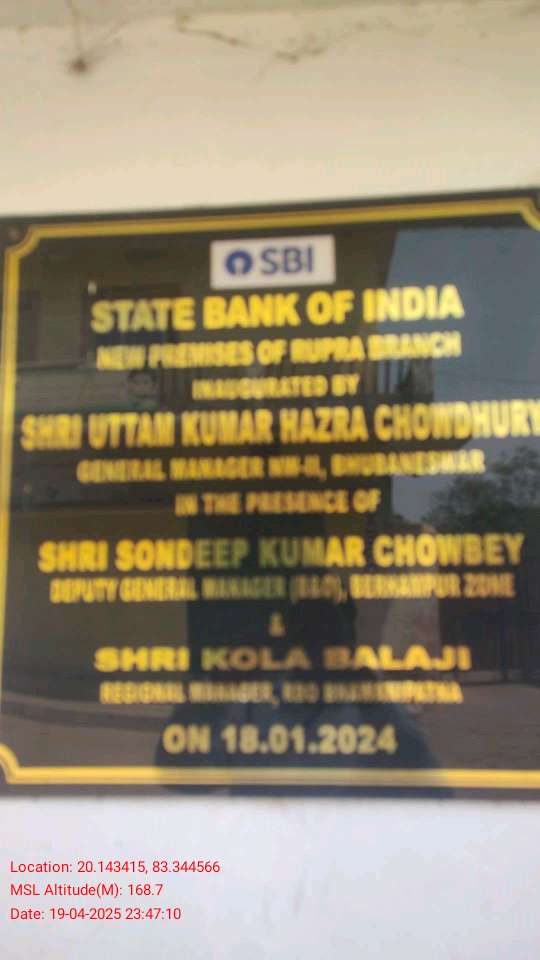 SBI
STATE BANK OF INDIA
NEW PREMISES OF RUPRA BRANCH
INAUGURATED BY
SHRI UTTAM KUMAR HAZRA CHOWDHURY
GENERAL MANAGER NW-II, BHUBANESWAR
IN THE PRESENCE OF
SHRI SONDEEP KUMAR CHOWBEY
DEPUTY GENERAL MANAGER (B&O), BERHAMPUR ZONE
&
SHRI KOLA BALAJI
REGIONAL MANAGER, RBO BHAWANIPATNA
ON 18.01.2024
Location: 20.143415, 83.344566
MSL Altitude(M): 168.7
Date: 19-04-2025 23:47:10